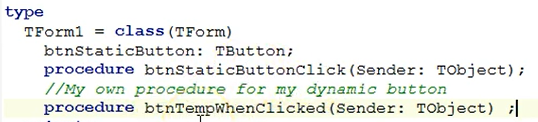 type
TForm1 = class(TForm)
btnStaticButton: TButton;
procedure btnStaticButtonClick(Sender: TObject);
//My own procedure for my dynamic button
procedure btnTempWhenClicked(Sender: TObject) ;